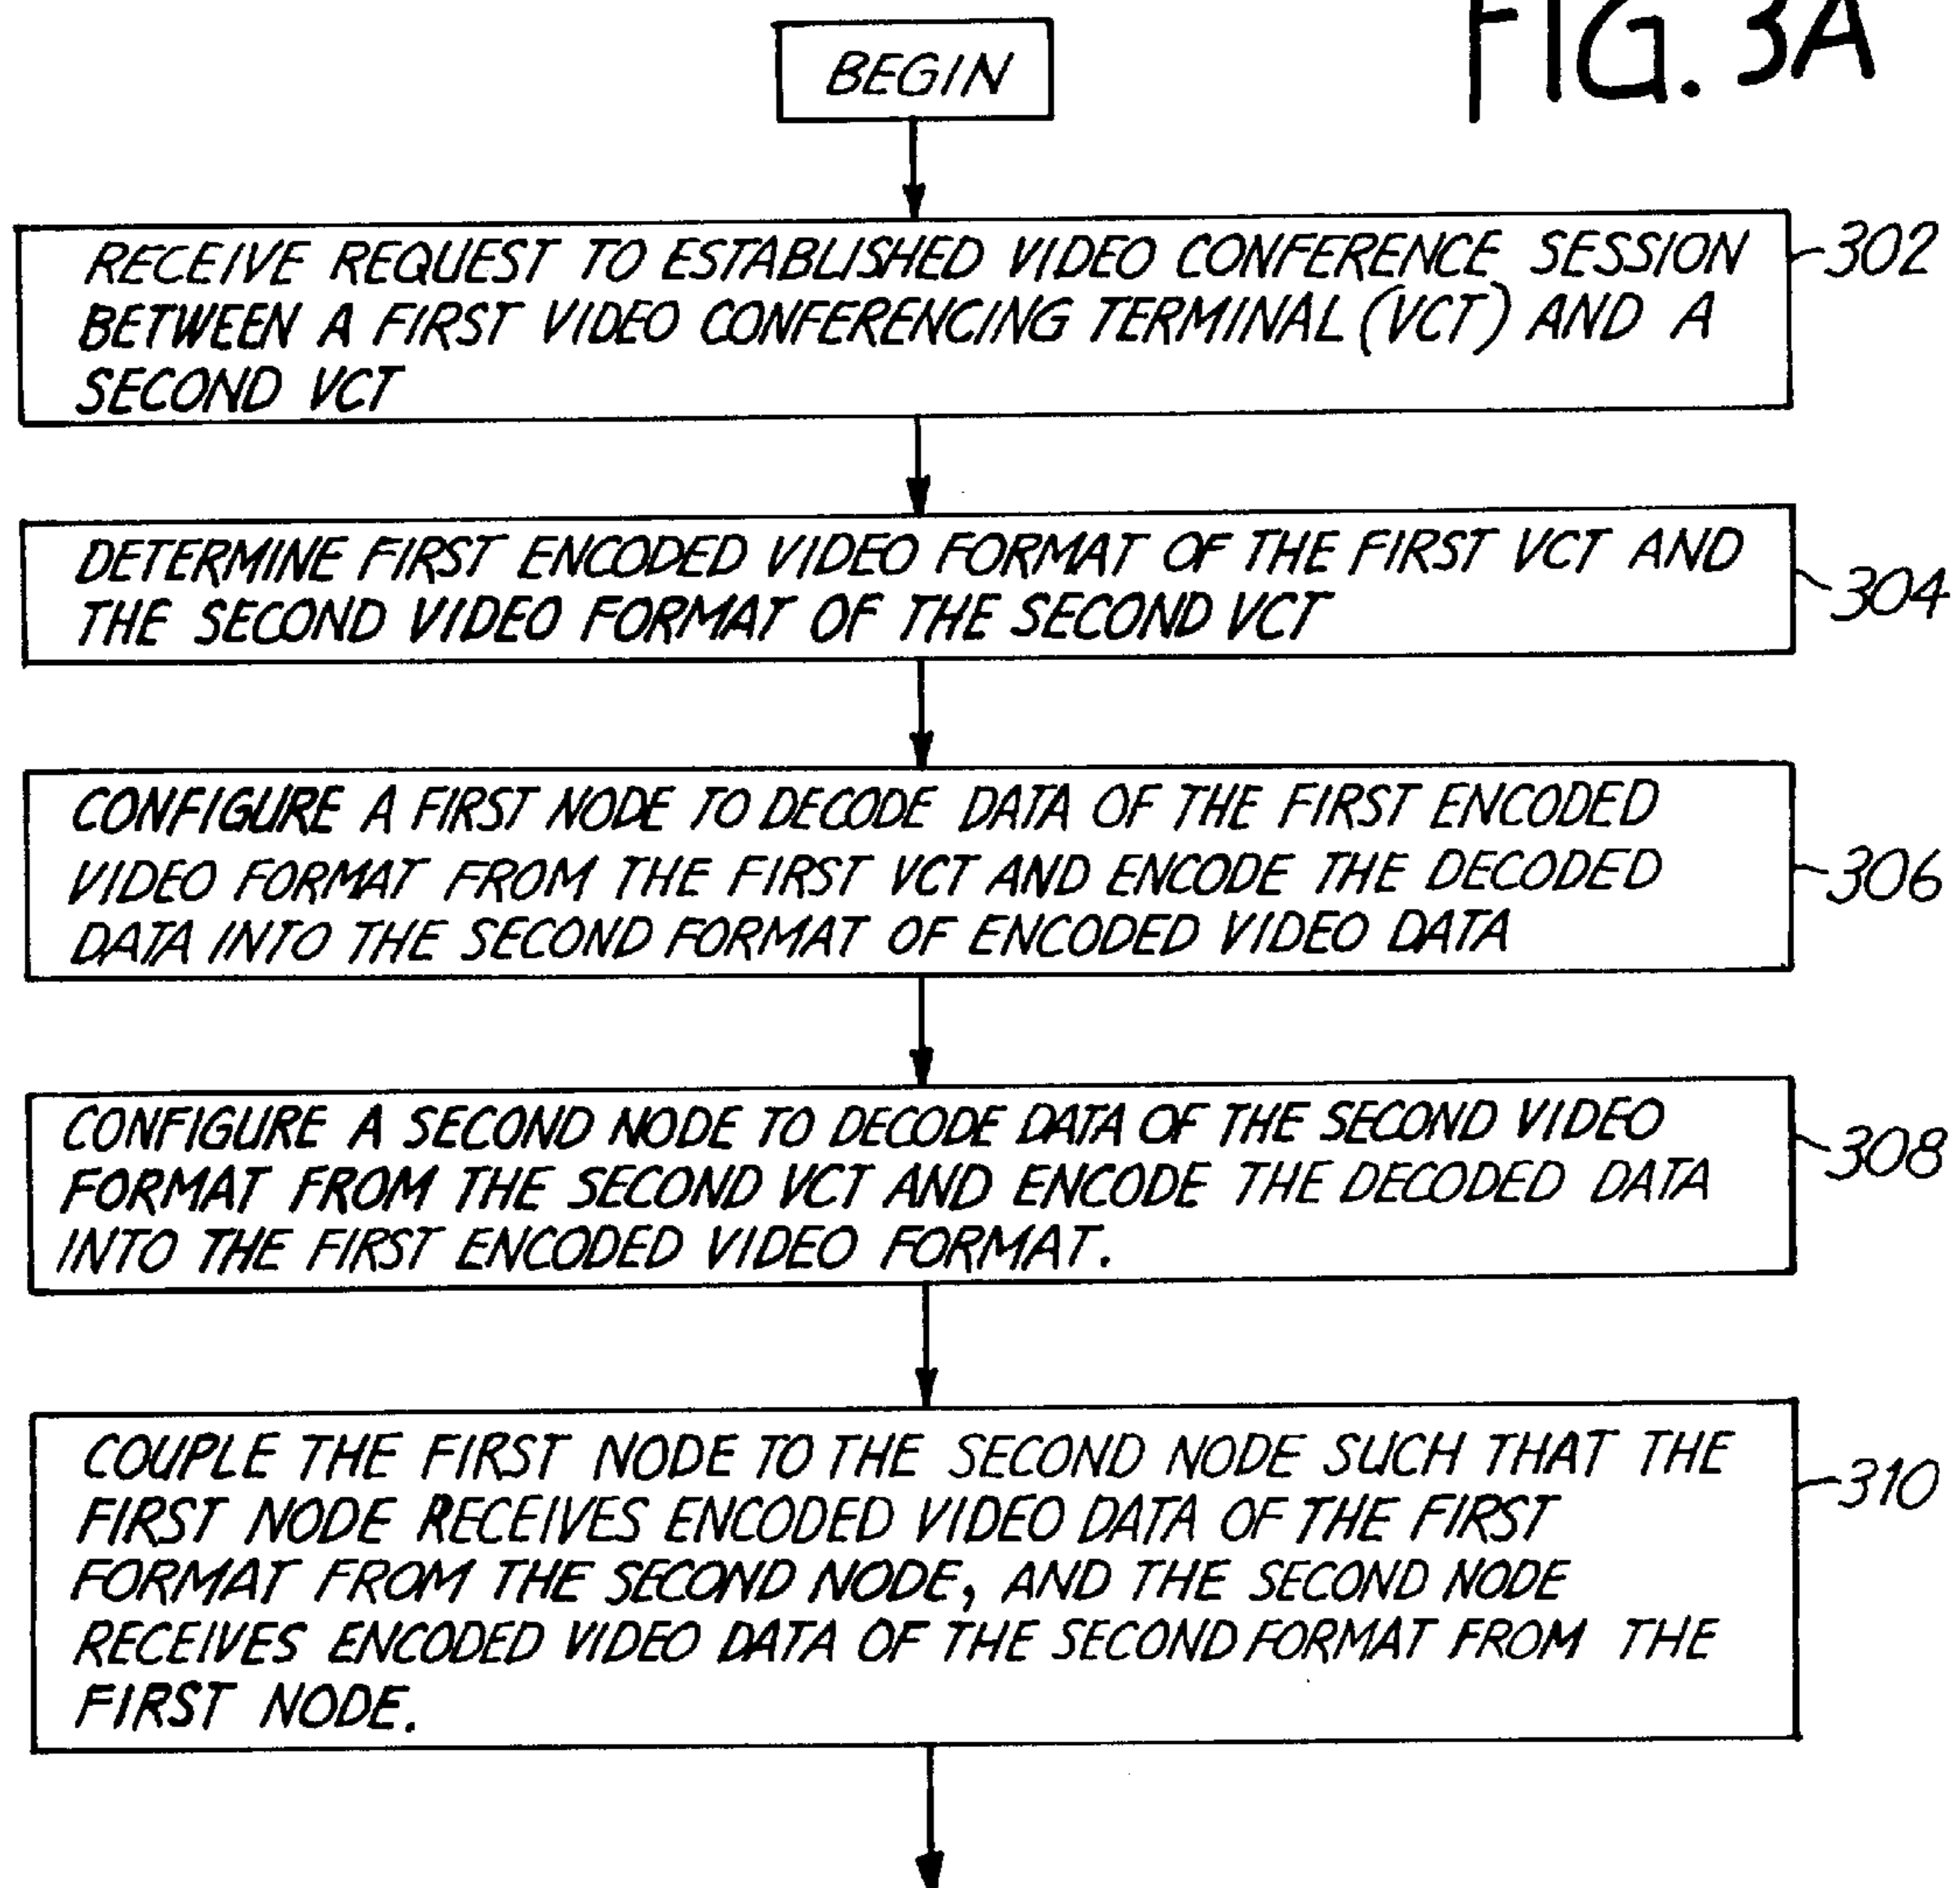 FIG. 3A
BEGIN
RECEIVE REQUEST TO ESTABLISHED VIDEO CONFERENCE SESSION
BETWEEN A FIRST VIDEO CONFERENCING TERMINAL (VCT) AND A
SECOND VCT
302
DETERMINE FIRST ENCODED VIDEO FORMAT OF THE FIRST VCT AND
THE SECOND VIDEO FORMAT OF THE SECOND VCT
304
CONFIGURE A FIRST NODE TO DECODE DATA OF THE FIRST ENCODED
VIDEO FORMAT FROM THE FIRST VCT AND ENCODE THE DECODED
DATA INTO THE SECOND FORMAT OF ENCODED VIDEO DATA
306
CONFIGURE A SECOND NODE TO DECODE DATA OF THE SECOND VIDEO
FORMAT FROM THE SECOND VCT AND ENCODE THE DECODED DATA
INTO THE FIRST ENCODED VIDEO FORMAT.
308
COUPLE THE FIRST NODE TO THE SECOND NODE SUCH THAT THE
FIRST NODE RECEIVES ENCODED VIDEO DATA OF THE FIRST
FORMAT FROM THE SECOND NODE, AND THE SECOND NODE
RECEIVES ENCODED VIDEO DATA OF THE SECOND FORMAT FROM THE
FIRST NODE.
310